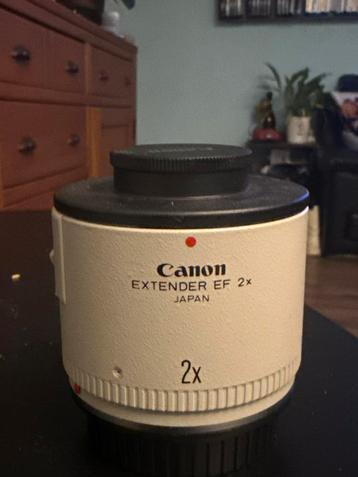 Canon
EXTENDER EF 2x
JAPAN
2x